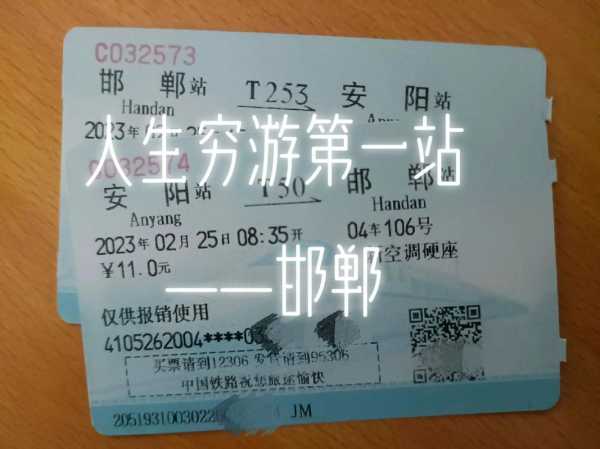 C032573
邯郸站 T253 安阳站
Handan
2023年
人生穷游第一站
C032574
安阳站 T50 邯郸站
Anyang Handan
2023年02月25日08:35开 04车106号
¥11.0元 新空调硬座
——邯郸
仅供报销使用
4105262004****03
买票请到12306 发货请到95306
中国铁路祝您旅途愉快
2051931003022 JM